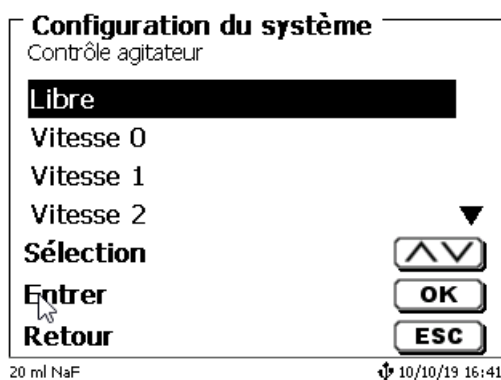 Configuration du système
Contrôle agitateur
Libre
Vitesse 0
Vitesse 1
Vitesse 2
Sélection
Entrer OK
Retour ESC
20 ml NaF 10/10/19 16:41